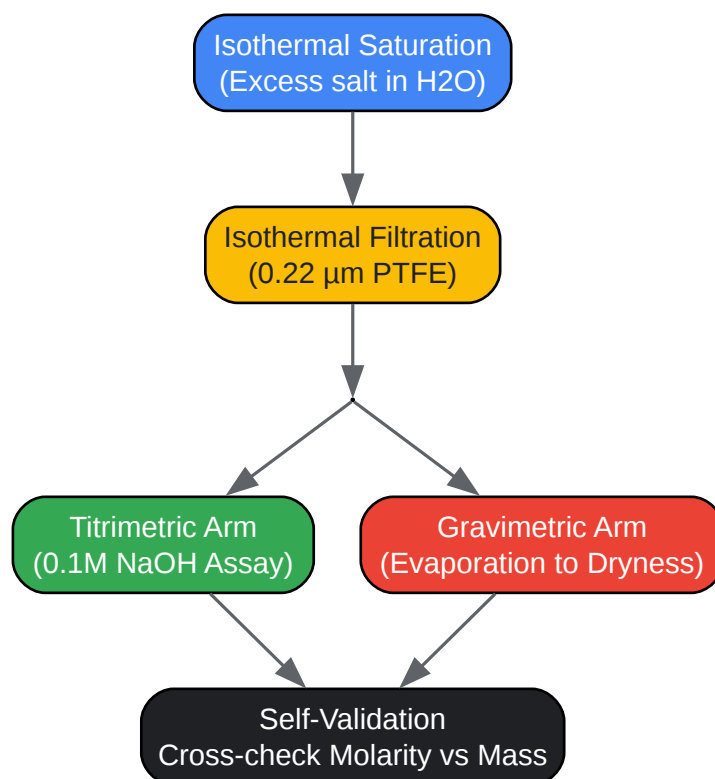 Isothermal Saturation
(Excess salt in H2O)
Isothermal Filtration
(0.22 µm PTFE)
Titrimetric Arm
(0.1M NaOH Assay)
Gravimetric Arm
(Evaporation to Dryness)
Self-Validation
Cross-check Molarity vs Mass